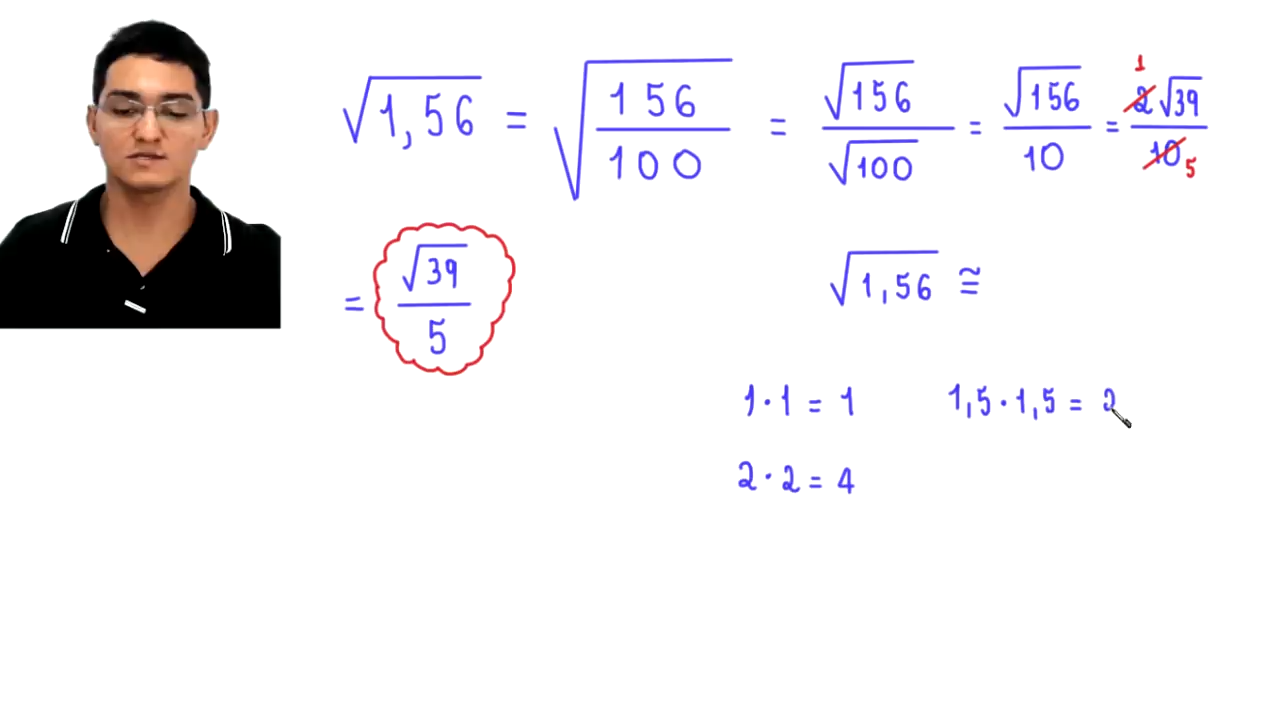 √1,56 = √(156/100) = √156/√100 = √156/10 = 2√39/10 1 5
= √39/5
√1,56 ≅
1·1 = 1 1,5·1,5 = 2
2·2 = 4